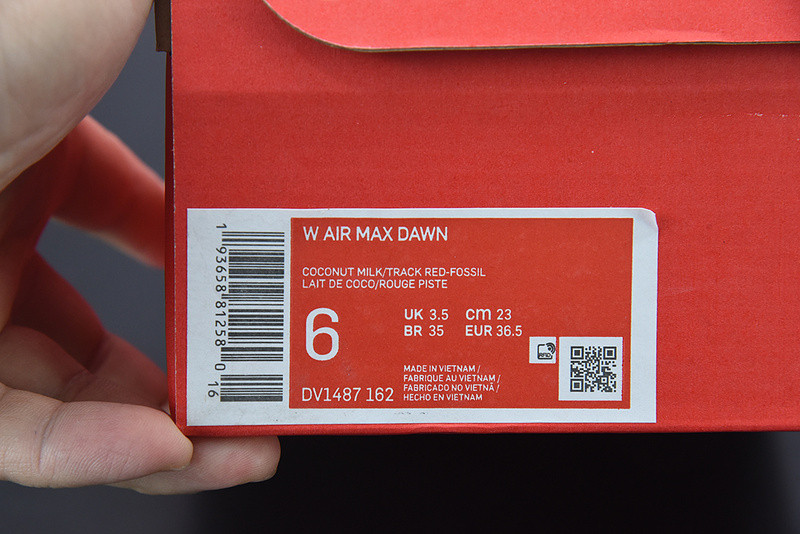 W AIR MAX DAWN
COCONUT MILK/TRACK RED-FOSSIL
LAIT DE COCO/ROUGE PISTE
6
UK 3.5 cm 23
BR 35 EUR 36.5
RFID
MADE IN VIETNAM /
FABRIQUE AU VIETNAM /
FABRICADO NO VIETNÃ /
HECHO EN VIETNAM
DV1487 162
1 93658 81258 0 16